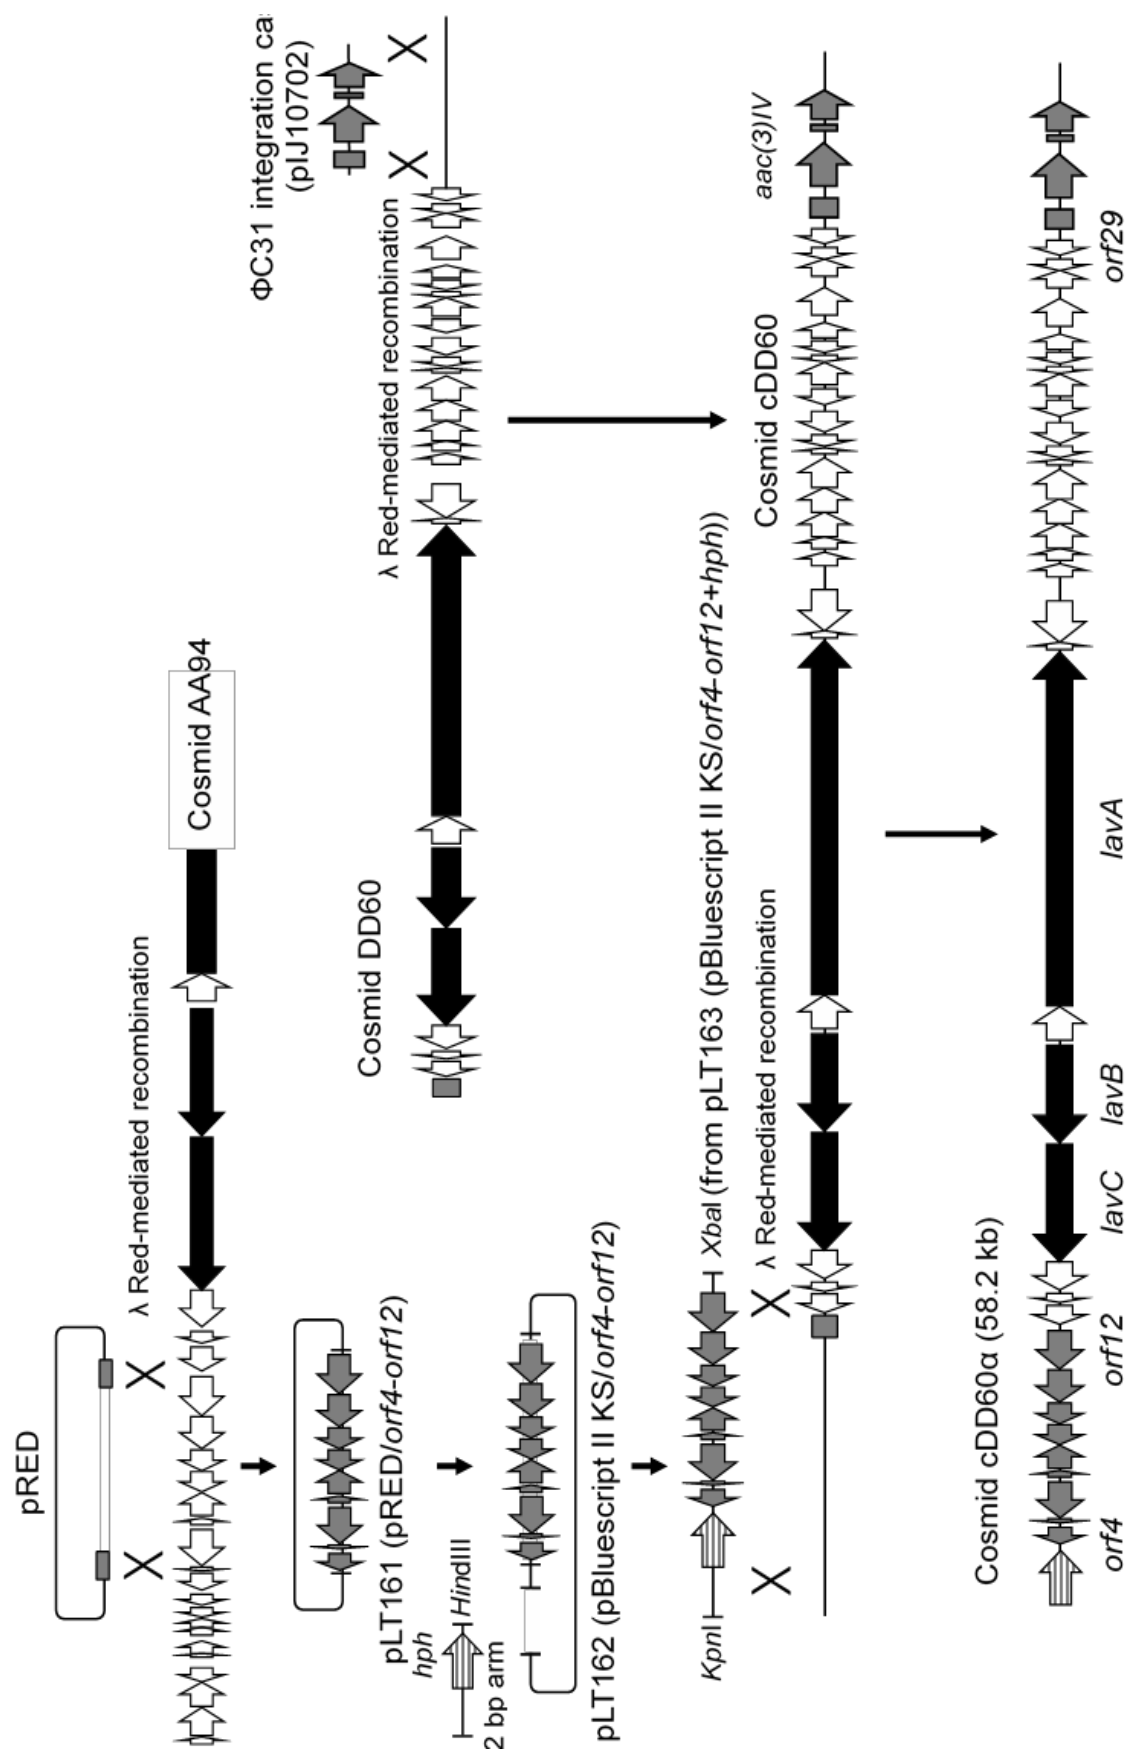 pRED
λ Red-mediated recombination
Cosmid AA94
ΦC31 integration ca
(pIJ10702)
pLT161 (pRED/orf4-orf12)
Cosmid DD60
λ Red-mediated recombination
hph
HindIII
2 bp arm
pLT162 (pBluescript II KS/orf4-orf12)
KpnI
XbaI (from pLT163 (pBluescript II KS/orf4-orf12+hph))
λ Red-mediated recombination
Cosmid cDD60
aac(3)IV
Cosmid cDD60α (58.2 kb)
orf4
orf12
lavC
lavB
lavA
orf29